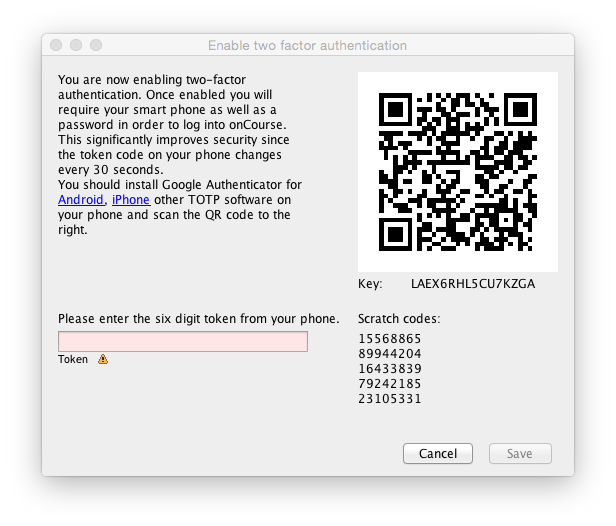 Enable two factor authentication
You are now enabling two-factor
authentication. Once enabled you will
require your smart phone as well as a
password in order to log into onCourse.
This significantly improves security since
the token code on your phone changes
every 30 seconds.
You should install Google Authenticator for
Android, iPhone other TOTP software on
your phone and scan the QR code to the
right.
Key: LAEX6RHL5CU7KZGA
Please enter the six digit token from your phone.
Token
Scratch codes:
15568865
89944204
16433839
79242185
23105331
Cancel
Save